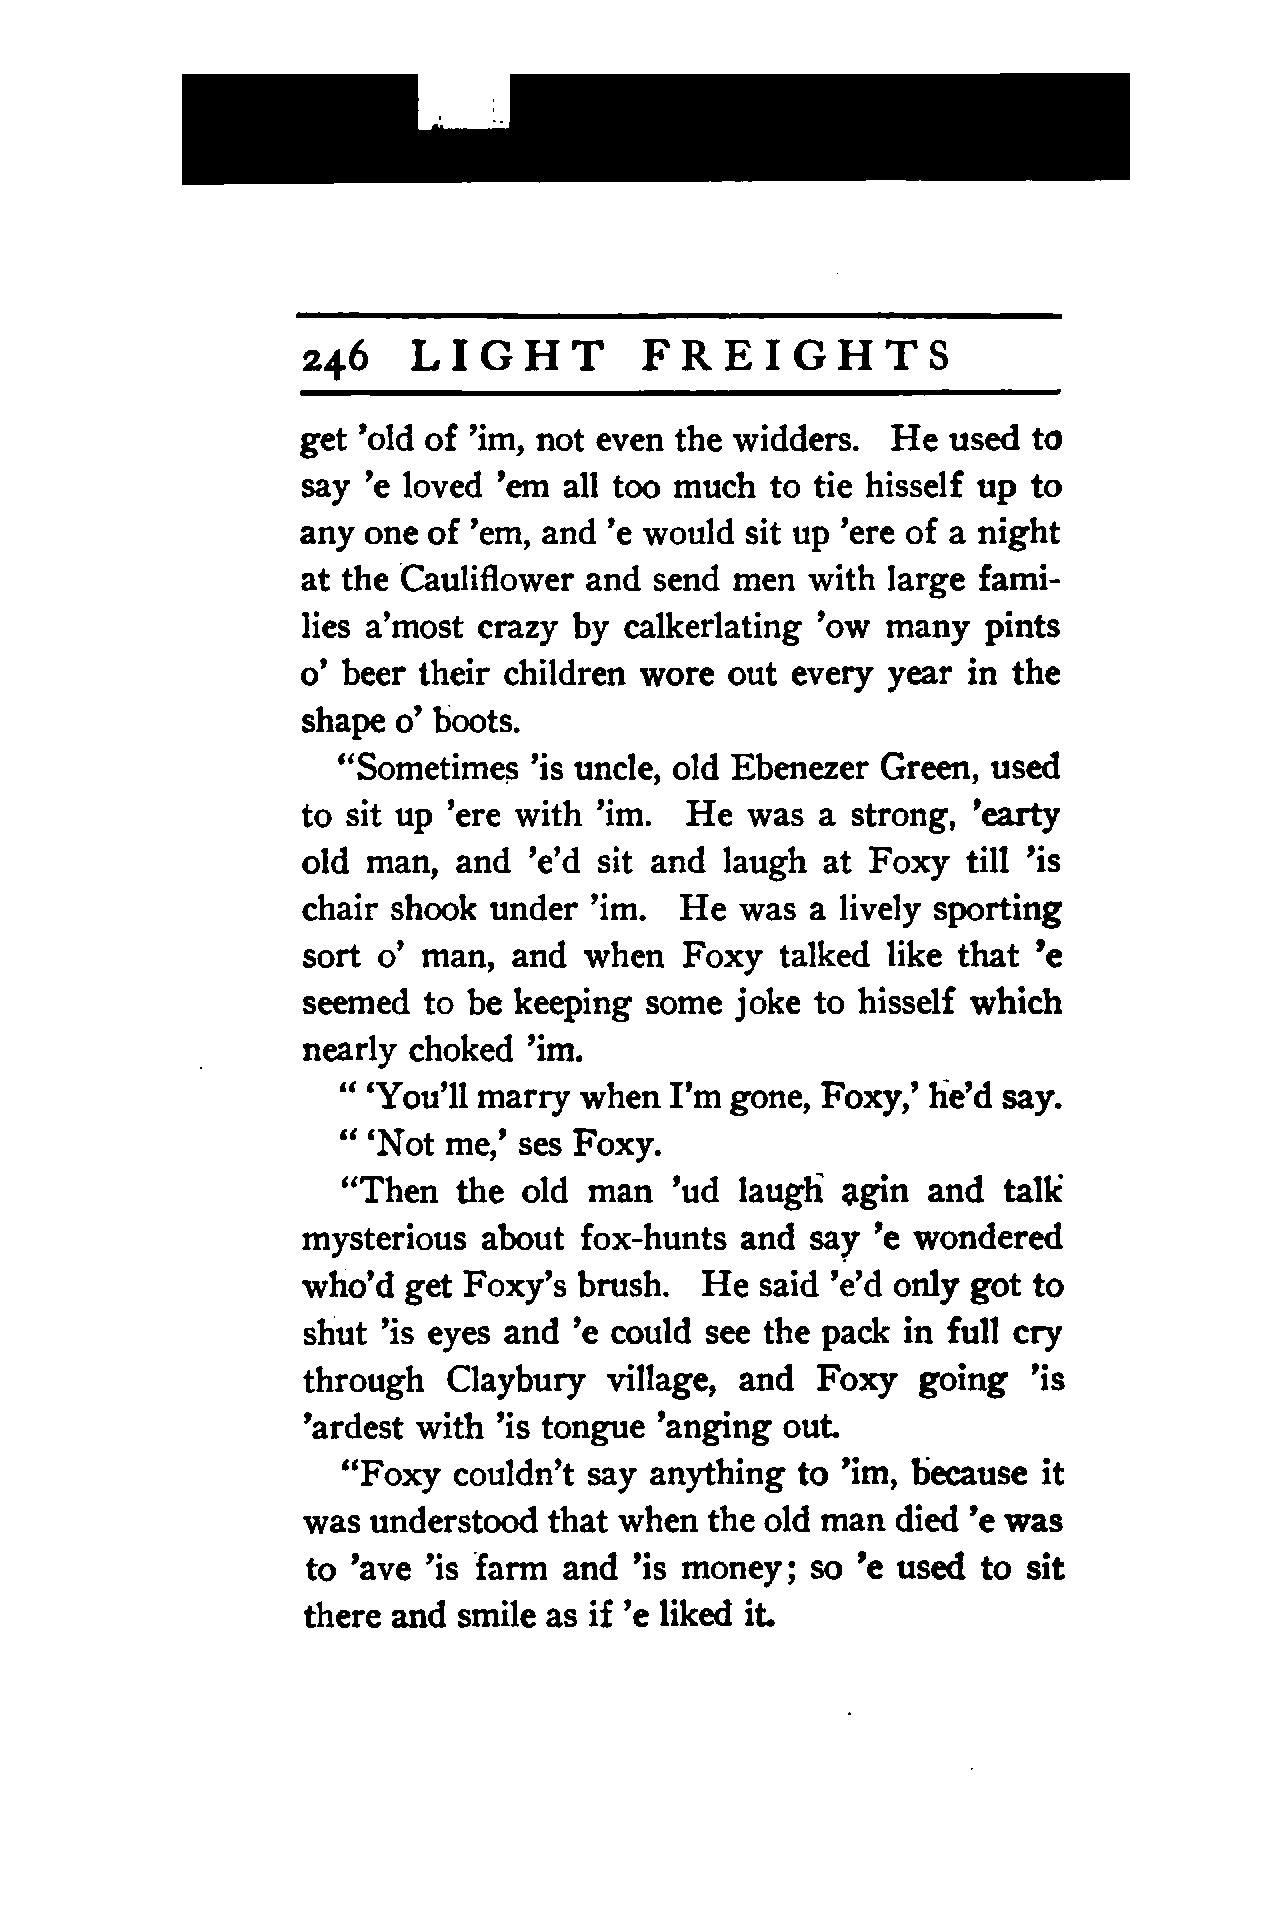 246 LIGHT FREIGHTS
get 'old of 'im, not even the widders. He used to
say 'e loved 'em all too much to tie hisself up to
any one of 'em, and 'e would sit up 'ere of a night
at the Cauliflower and send men with large fami-
lies a'most crazy by calkerlating 'ow many pints
o' beer their children wore out every year in the
shape o' boots.
"Sometimes 'is uncle, old Ebenezer Green, used
to sit up 'ere with 'im. He was a strong, 'earty
old man, and 'e'd sit and laugh at Foxy till 'is
chair shook under 'im. He was a lively sporting
sort o' man, and when Foxy talked like that 'e
seemed to be keeping some joke to hisself which
nearly choked 'im.
" 'You'll marry when I'm gone, Foxy,' he'd say.
" 'Not me,' ses Foxy.
"Then the old man 'ud laugh agin and talk
mysterious about fox-hunts and say 'e wondered
who'd get Foxy's brush. He said 'e'd only got to
shut 'is eyes and 'e could see the pack in full cry
through Claybury village, and Foxy going 'is
'ardest with 'is tongue 'anging out.
"Foxy couldn't say anything to 'im, because it
was understood that when the old man died 'e was
to 'ave 'is farm and 'is money; so 'e used to sit
there and smile as if 'e liked it.